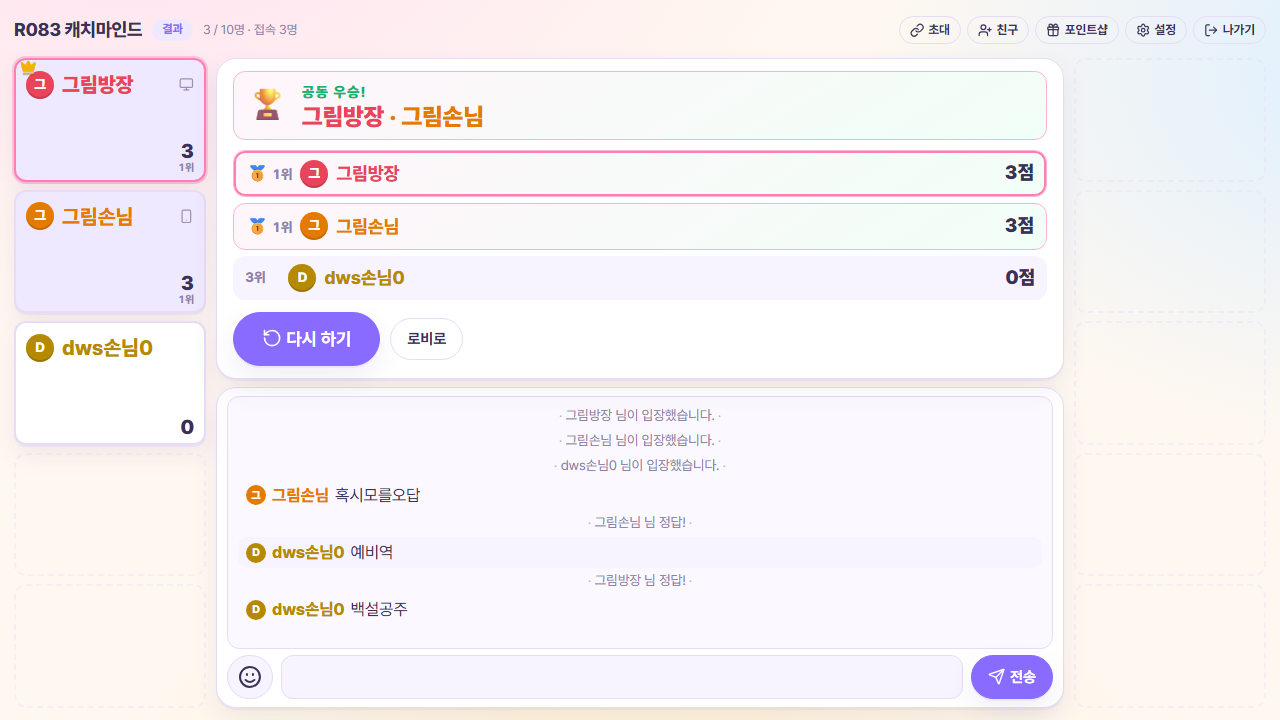 R083 캐치마인드 결과 3 / 10명 · 접속 3명
초대 친구 포인트샵 설정 나가기
그 그림방장
3
1위
그 그림손님
3
1위
D dws손님0
0
공동 우승!
그림방장 · 그림손님
1 1위 그 그림방장 3점
1 1위 그 그림손님 3점
3위 D dws손님0 0점
다시 하기 로비로
· 그림방장 님이 입장했습니다. ·
· 그림손님 님이 입장했습니다. ·
· dws손님0 님이 입장했습니다. ·
그 그림손님 혹시모를오답
· 그림손님 님 정답! ·
D dws손님0 예비역
· 그림방장 님 정답! ·
D dws손님0 백설공주
전송